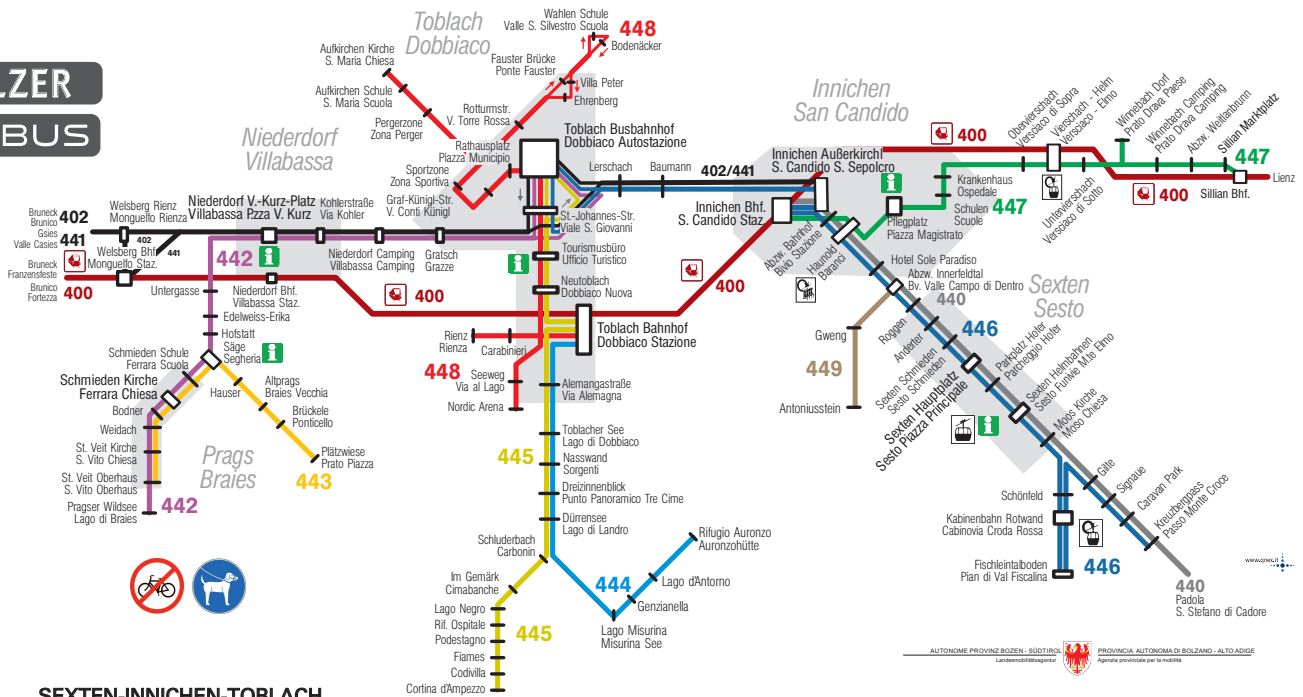 LZER
BUS
Toblach
Dobbiaco
Wahlen Schule
Valle S. Silvestro Scuola
448
Bodenäcker
Aufkirchen Kirche
S. Maria Chiesa
Fauster Brücke
Ponte Fauster
Villa Peter
Ehrenberg
Aufkirchen Schule
S. Maria Scuola
Rotturmstr.
V. Torre Rossa
Pergerzone
Zona Perger
Niederdorf
Villabassa
Rathausplatz
Piazza Municipio
Toblach Busbahnhof
Dobbiaco Autostazione
Sportzone
Zona Sportiva
Graf-Künigl-Str.
V. Conti Künigl
Lerschach
Baumann
402/441
Innichen
San Candido
400
Innichen Außerkirchl
S. Candido S. Sepolcro
Innichen Bhf.
S. Candido Staz.
Krankenhaus
Ospedale
Schulen
Scuole
447
Pflegplatz
Piazza Magistrato
Obervierschach
Versciaco di Sopra
Vierschach - Helm
Versciaco - Elmo
Untervierschach
Versciaco di Sotto
Winnebach Dorf
Prato Drava Paese
Winnebach Camping
Prato Drava Camping
Abzw. Weitlanbrunn
Sillian Marktplatz
447
400
Sillian Bhf.
Lienz
Bruneck
Brunico
402
Gsies
Valle Casies
441
Welsberg Rienz
Monguelfo Rienza
402
441
Welsberg Bhf.
Monguelfo Staz.
Bruneck
Franzensfeste
Brunico
Fortezza
400
Niederdorf V.-Kurz-Platz
Villabassa P.zza V. Kurz
Kohlerstraße
Via Kohler
442
Niederdorf Camping
Villabassa Camping
Gratsch
Grazze
St.-Johannes-Str.
Viale S. Giovanni
Tourismusbüro
Ufficio Turistico
Neutoblach
Dobbiaco Nuova
Toblach Bahnhof
Dobbiaco Stazione
400
400
Niederdorf Bhf.
Villabassa Staz.
Untergasse
Edelweiss-Erika
Hofstatt
Säge
Segheria
Schmieden Schule
Ferrara Scuola
Schmieden Kirche
Ferrara Chiesa
Hauser
Altprags
Braies Vecchia
Brückele
Ponticello
Plätzwiese
Prato Piazza
443
Bodner
Weidach
St. Veit Kirche
S. Vito Chiesa
St. Veit Oberhaus
S. Vito Oberhaus
Pragser Wildsee
Lago di Braies
442
Prags
Braies
Rienz
Rienza
Carabinieri
448
Seeweg
Via al Lago
Nordic Arena
Alemangastraße
Via Alemagna
Toblacher See
Lago di Dobbiaco
445
Nasswand
Sorgenti
Dreizinnenblick
Punto Panoramico Tre Cime
Dürrensee
Lago di Landro
Schluderbach
Carbonin
Im Gemärk
Cimabanche
Lago Negro
Rif. Ospitale
Podestagno
Fiames
Codivilla
Cortina d'Ampezzo
445
444
Rifugio Auronzo
Auronzohütte
Lago d'Antorno
Genzianella
Lago Misurina
Misurina See
Abzw. Bahnhof
Bivio Stazione
Haunold
Baranci
Hotel Sole Paradiso
Abzw. Innerfeldtal
Bv. Valle Campo di Dentro
Gweng
449
Antoniusstein
440
446
Sexten
Sesto
Roggen
Anderter
Sexten Schmieden
Sesto Schmieden
Sexten Hauptplatz
Sesto Piazza Principale
Parkplatz Hofer
Parcheggio Hofer
Sexten Helmbahnen
Sesto Funivie M.te Elmo
Moos Kirche
Moso Chiesa
Schönfeld
Kabinenbahn Rotwand
Cabinovia Croda Rossa
Fischleintalboden
Pian di Val Fiscalina
446
Gilte
Signaue
Caravan Park
Kreuzbergpass
Passo Monte Croce
440
Padola
S. Stefano di Cadore
www.qnex.it
AUTONOME PROVINZ BOZEN - SÜDTIROL
Landesmobilitätsagentur
PROVINCIA AUTONOMA DI BOLZANO - ALTO ADIGE
Agenzia provinciale per la mobilità
SEXTEN-INNICHEN-TOBLACH